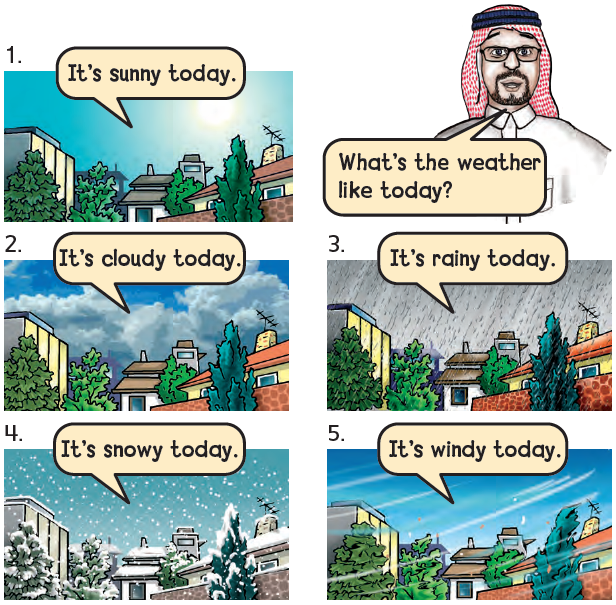 1.
It's sunny today.
What's the weather
like today?
2.
It's cloudy today.
3.
It's rainy today.
4.
It's snowy today.
5.
It's windy today.